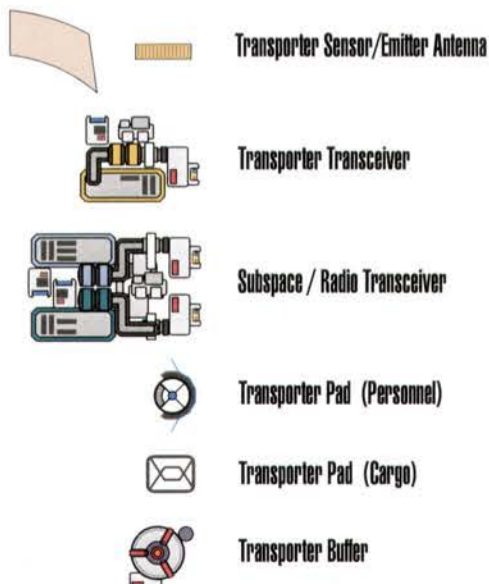 Transporter Sensor/Emitter Antenna
Transporter Transceiver
Subspace / Radio Transceiver
Transporter Pad (Personnel)
Transporter Pad (Cargo)
Transporter Buffer